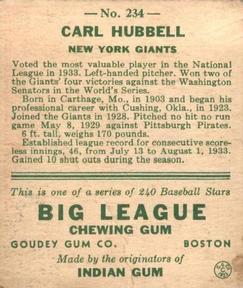 — No. 234 —
CARL HUBBELL
NEW YORK GIANTS
Voted the most valuable player in the National
League in 1933. Left-handed pitcher. Won two of
the Giants' four victories against the Washington
Senators in the World's Series.
Born in Carthage, Mo., in 1903 and began his
professional career with Cushing, Okla., in 1923.
Joined the Giants in 1928. Pitched no hit no run
game May 8, 1929 against Pittsburgh Pirates.
6 ft. tall, weighs 170 pounds.
Established league record for consecutive score-
less innings, 46, from July 13 to August 1, 1933.
Gained 10 shut outs during the season.
This is one of a series of 240 Baseball Stars
BIG LEAGUE
CHEWING GUM
GOUDEY GUM CO. BOSTON
Made by the originators of
INDIAN GUM